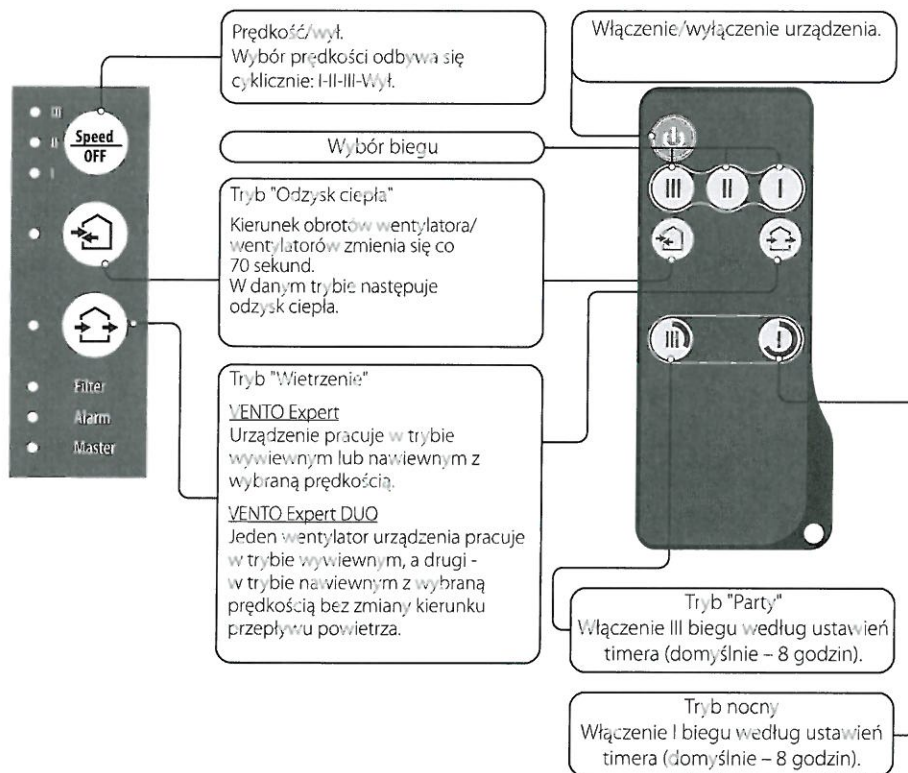 Prędkość/wył.
Wybór prędkości odbywa się
cyklicznie: I-II-III-Wył.
Włączenie/wyłączenie urządzenia.
III
II
I
Speed
OFF
Filter
Alarm
Master
Wybór biegu
Tryb "Odzysk ciepła"
Kierunek obrotów wentylatora/
wentylatorów zmienia się co
70 sekund.
W danym trybie następuje
odzysk ciepła.
Tryb "Wietrzenie"
VENTO Expert
Urządzenie pracuje w trybie
wywiewnym lub nawiewnym z
wybraną prędkością.
VENTO Expert DUO
Jeden wentylator urządzenia pracuje
w trybie wywiewnym, a drugi -
w trybie nawiewnym z wybraną
prędkością bez zmiany kierunku
przepływu powietrza.
III II I
III I
Tryb "Party"
Włączenie III biegu według ustawień
timera (domyślnie – 8 godzin).
Tryb nocny
Włączenie I biegu według ustawień
timera (domyślnie – 8 godzin).